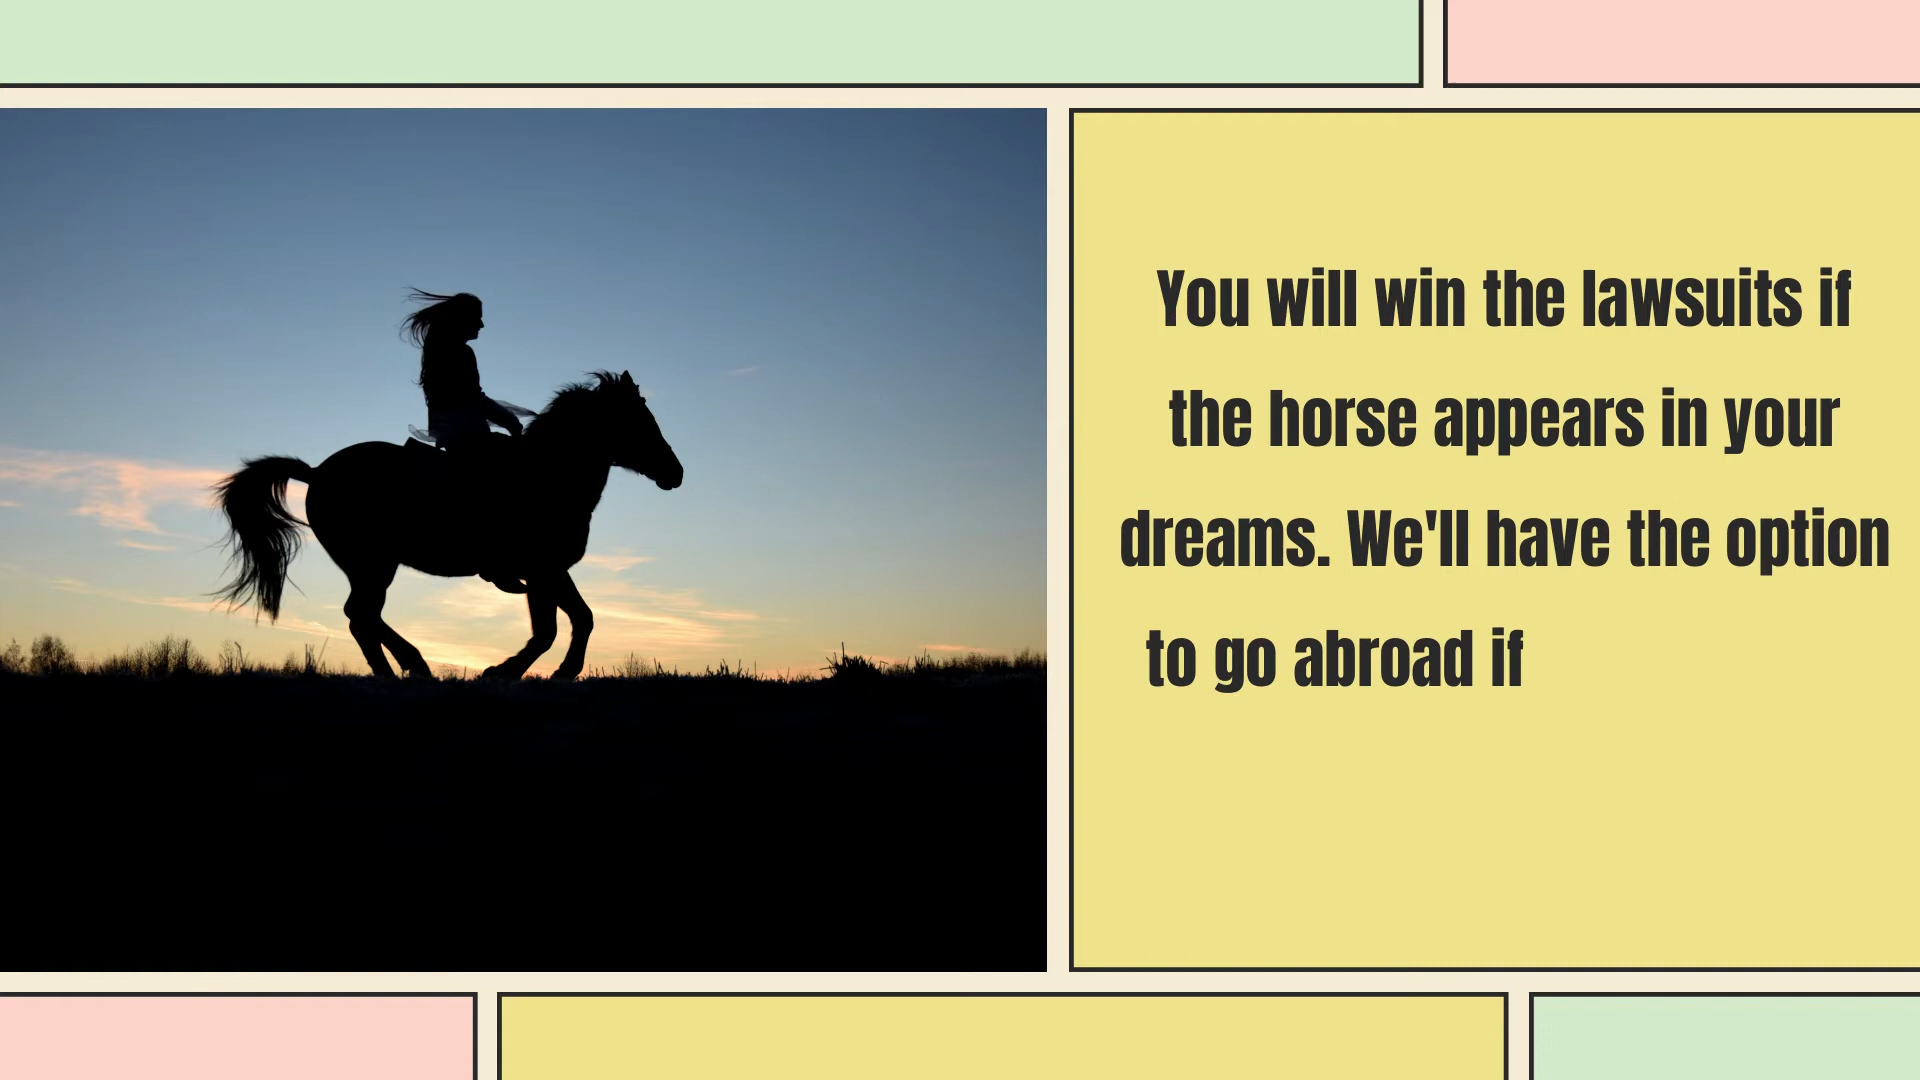 You will win the lawsuits if
the horse appears in your
dreams. We'll have the option
to go abroad if